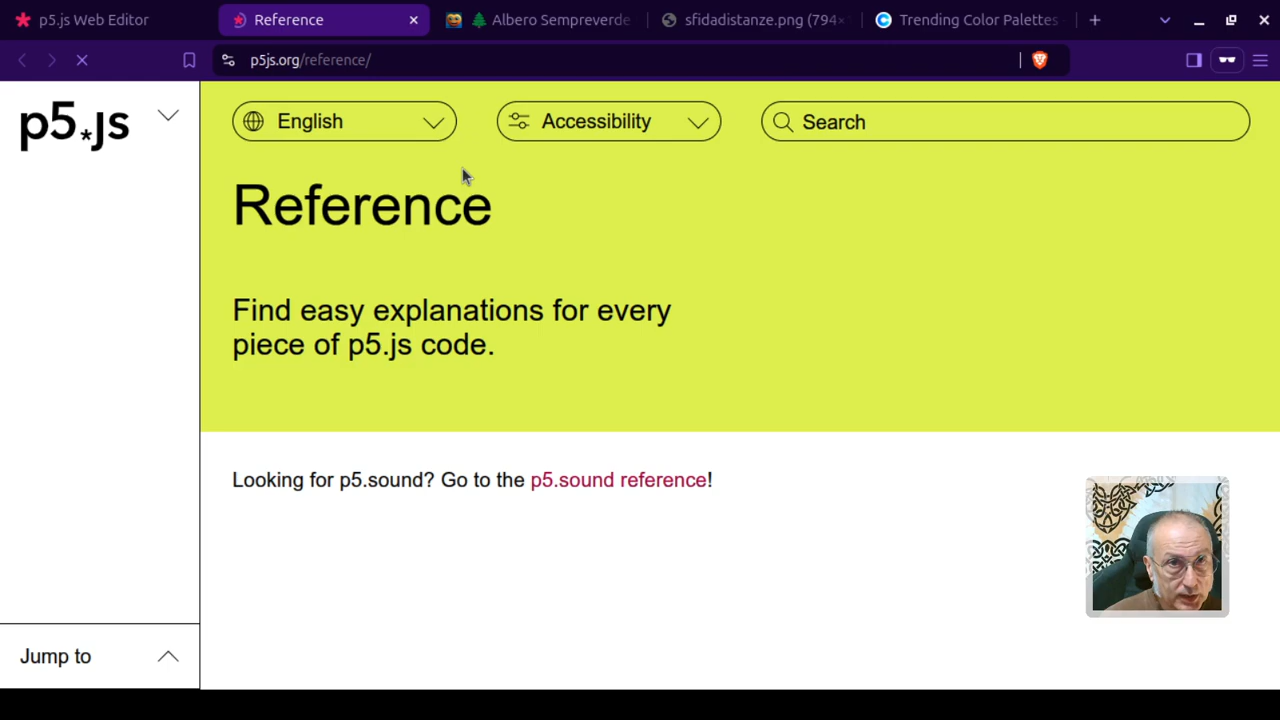 p5.js Web Editor
Reference
Albero Sempreverde
sfidadistanze.png (794×
Trending Color Palettes
p5js.org/reference/
p5.js
English
Accessibility
Search
Reference
Find easy explanations for every
piece of p5.js code.
Looking for p5.sound? Go to the p5.sound reference!
Jump to